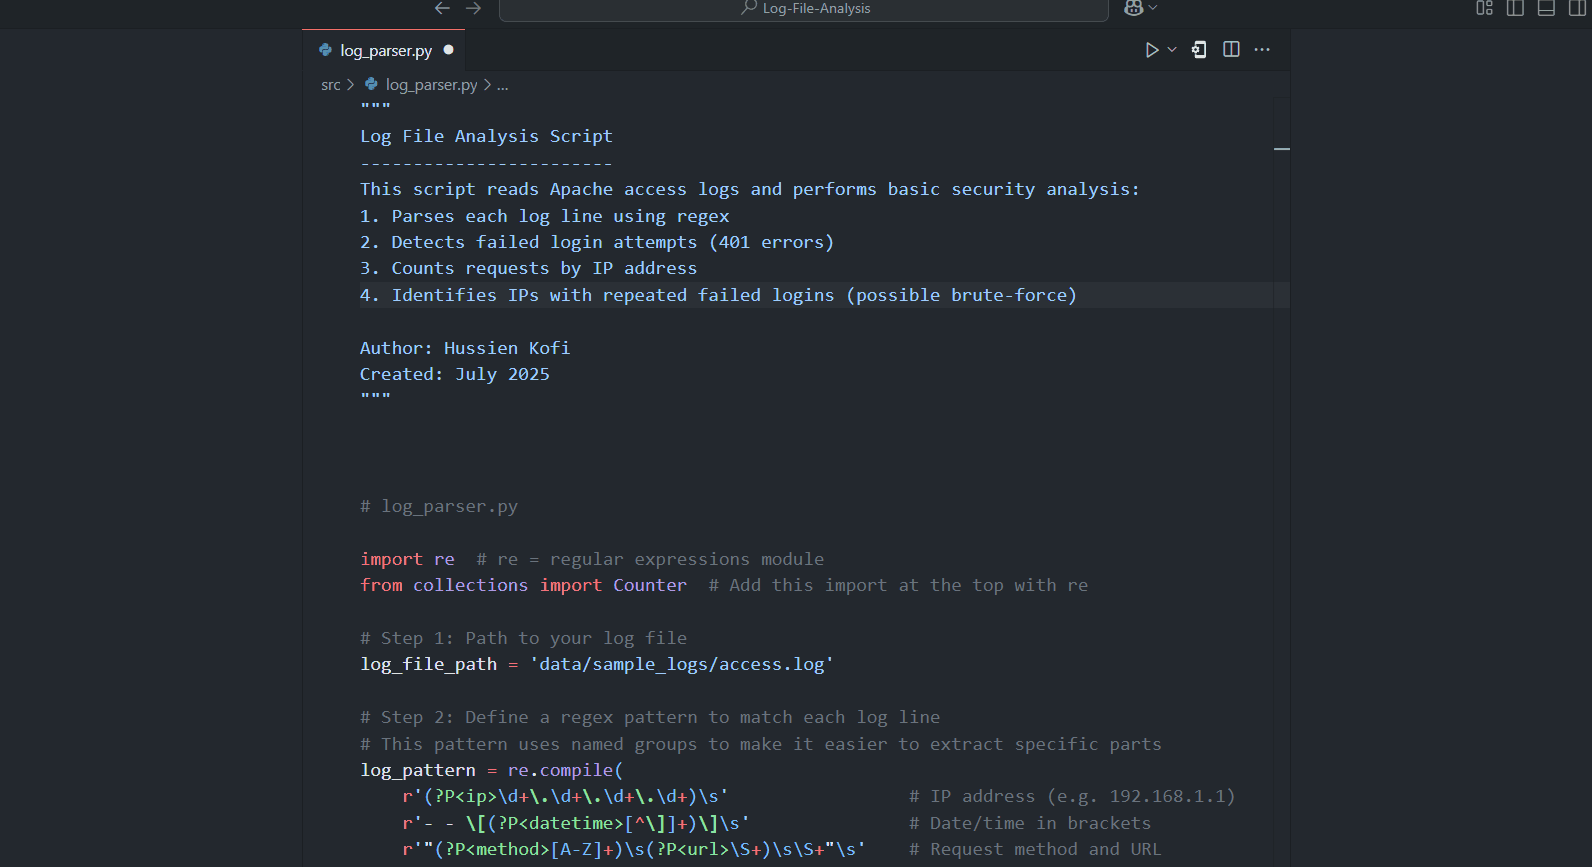 Log-File-Analysis
log_parser.py
src > log_parser.py > ...
"""
Log File Analysis Script
------------------------
This script reads Apache access logs and performs basic security analysis:
1. Parses each log line using regex
2. Detects failed login attempts (401 errors)
3. Counts requests by IP address
4. Identifies IPs with repeated failed logins (possible brute-force)
Author: Hussien Kofi
Created: July 2025
"""
# log_parser.py
import re  # re = regular expressions module
from collections import Counter  # Add this import at the top with re
# Step 1: Path to your log file
log_file_path = 'data/sample_logs/access.log'
# Step 2: Define a regex pattern to match each log line
# This pattern uses named groups to make it easier to extract specific parts
log_pattern = re.compile(
    r'(?P<ip>\d+\.\d+\.\d+\.\d+)\s'                 # IP address (e.g. 192.168.1.1)
    r'- - \[(?P<datetime>[^\]]+)\]\s'               # Date/time in brackets
    r'"(?P<method>[A-Z]+)\s(?P<url>\S+)\s\S+"\s'    # Request method and URL